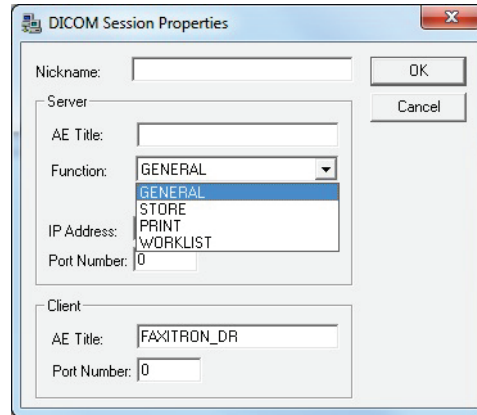 DICOM Session Properties
Nickname:
OK
Server
Cancel
AE Title:
Function: GENERAL
GENERAL
STORE
PRINT
WORKLIST
IP Address:
Port Number: 0
Client
AE Title: FAXITRON_DR
Port Number: 0